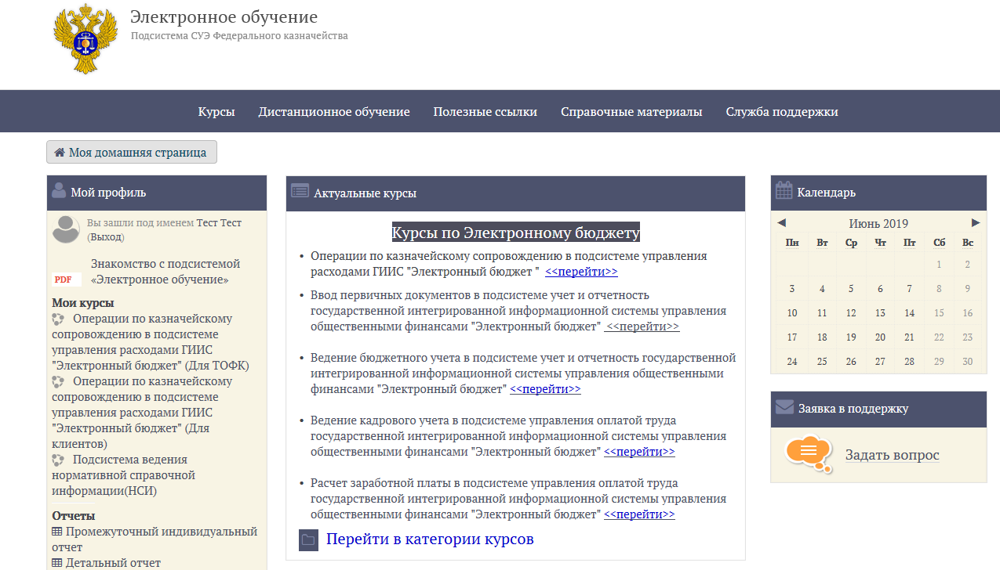 Электронное обучение
Подсистема СУЭ Федерального казначейства
Курсы Дистанционное обучение Полезные ссылки Справочные материалы Служба поддержки
Моя домашняя страница
Мой профиль
Вы зашли под именем Тест Тест
(Выход)
Знакомство с подсистемой
PDF «Электронное обучение»
Мои курсы
Операции по казначейскому
сопровождению в подсистеме
управления расходами ГИИС
"Электронный бюджет" (Для ТОФК)
Операции по казначейскому
сопровождению в подсистеме
управления расходами ГИИС
"Электронный бюджет" (Для
клиентов)
Подсистема ведения
нормативной справочной
информации(НСИ)
Отчеты
Промежуточный индивидуальный
отчет
Детальный отчет
Актуальные курсы
Курсы по Электронному бюджету
• Операции по казначейскому сопровождению в подсистеме управления
расходами ГИИС "Электронный бюджет " <<перейти>>
• Ввод первичных документов в подсистеме учет и отчетность
государственной интегрированной информационной системы управления
общественными финансами "Электронный бюджет" <<перейти>>
• Ведение бюджетного учета в подсистеме учет и отчетность государственной
интегрированной информационной системы управления общественными
финансами "Электронный бюджет" <<перейти>>
• Ведение кадрового учета в подсистеме управления оплатой труда
государственной интегрированной информационной системы управления
общественными финансами "Электронный бюджет" <<перейти>>
• Расчет заработной платы в подсистеме управления оплатой труда
государственной интегрированной информационной системы управления
общественными финансами "Электронный бюджет" <<перейти>>
Перейти в категории курсов
Календарь
◀ Июнь 2019 ▶
Пн Вт Ср Чт Пт Сб Вс
1 2
3 4 5 6 7 8 9
10 11 12 13 14 15 16
17 18 19 20 21 22 23
24 25 26 27 28 29 30
Заявка в поддержку
Задать вопрос